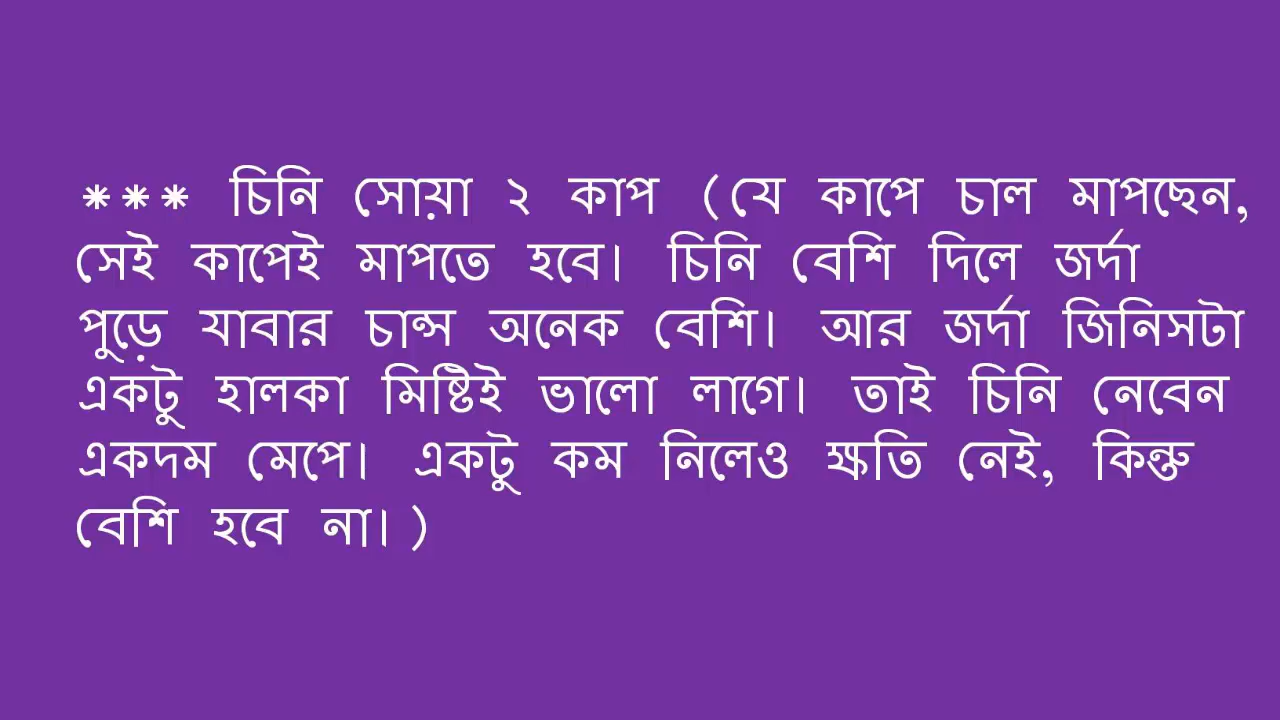 *** চিনি সোয়া ২ কাপ (যে কাপে চাল মাপছেন,
সেই কাপেই মাপতে হবে। চিনি বেশি দিলে জর্দা
পুড়ে যাবার চান্স অনেক বেশি। আর জর্দা জিনিসটা
একটু হালকা মিষ্টিই ভালো লাগে। তাই চিনি নেবেন
একদম মেপে। একটু কম নিলেও ক্ষতি নেই, কিন্তু
বেশি হবে না।)